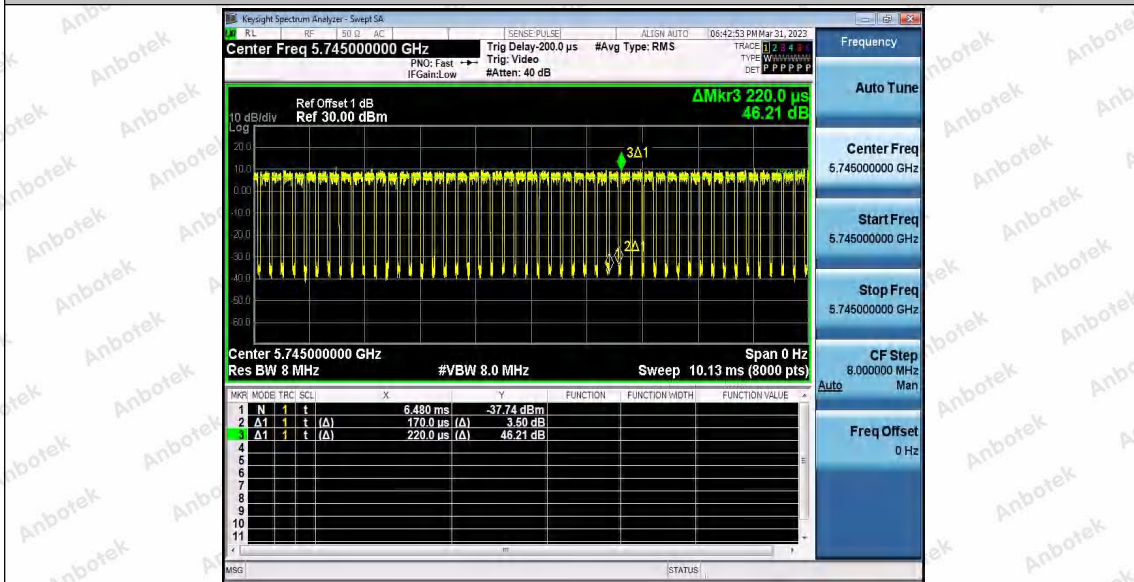 Keysight Spectrum Analyzer - Swept SA
RL RF 50 Ω AC SENSE:PULSE ALIGN AUTO 06:42:53 PM Mar 31, 2023
Center Freq 5.745000000 GHz
PNO: Fast
IFGain:Low
Trig Delay-200.0 µs
Trig: Video
#Atten: 40 dB
#Avg Type: RMS
TRACE 1 2 3 4 5 6
TYPE W
DET P P P P P P
ΔMkr3 220.0 µs
46.21 dB
10 dB/div
Log
Ref Offset 1 dB
Ref 30.00 dBm
20.0
10.0
0.00
-10.0
-20.0
-30.0
-40.0
-50.0
-60.0
3Δ1
2Δ1
Center 5.745000000 GHz Span 0 Hz
Res BW 8 MHz #VBW 8.0 MHz Sweep 10.13 ms (8000 pts)
MKR MODE TRC SCL X Y FUNCTION FUNCTION WIDTH FUNCTION VALUE
1 N 1 t 6.480 ms -37.74 dBm
2 Δ1 1 t (Δ) 170.0 µs (Δ) 3.50 dB
3 Δ1 1 t (Δ) 220.0 µs (Δ) 46.21 dB
4
5
6
7
8
9
10
11
MSG STATUS
Frequency
Auto Tune
Center Freq
5.745000000 GHz
Start Freq
5.745000000 GHz
Stop Freq
5.745000000 GHz
CF Step
8.000000 MHz
Auto Man
Freq Offset
0 Hz
Anbotek